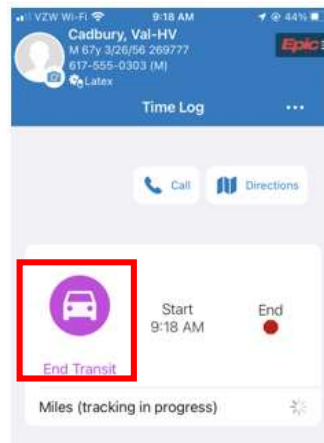 VZW Wi-Fi 9:18 AM 44%
Cadbury, Val-HV
M 67y 3/26/56 269777
617-555-0303 (M)
Latex
Epic
Time Log
Call Directions
Start End
9:18 AM
End Transit
Miles (tracking in progress)